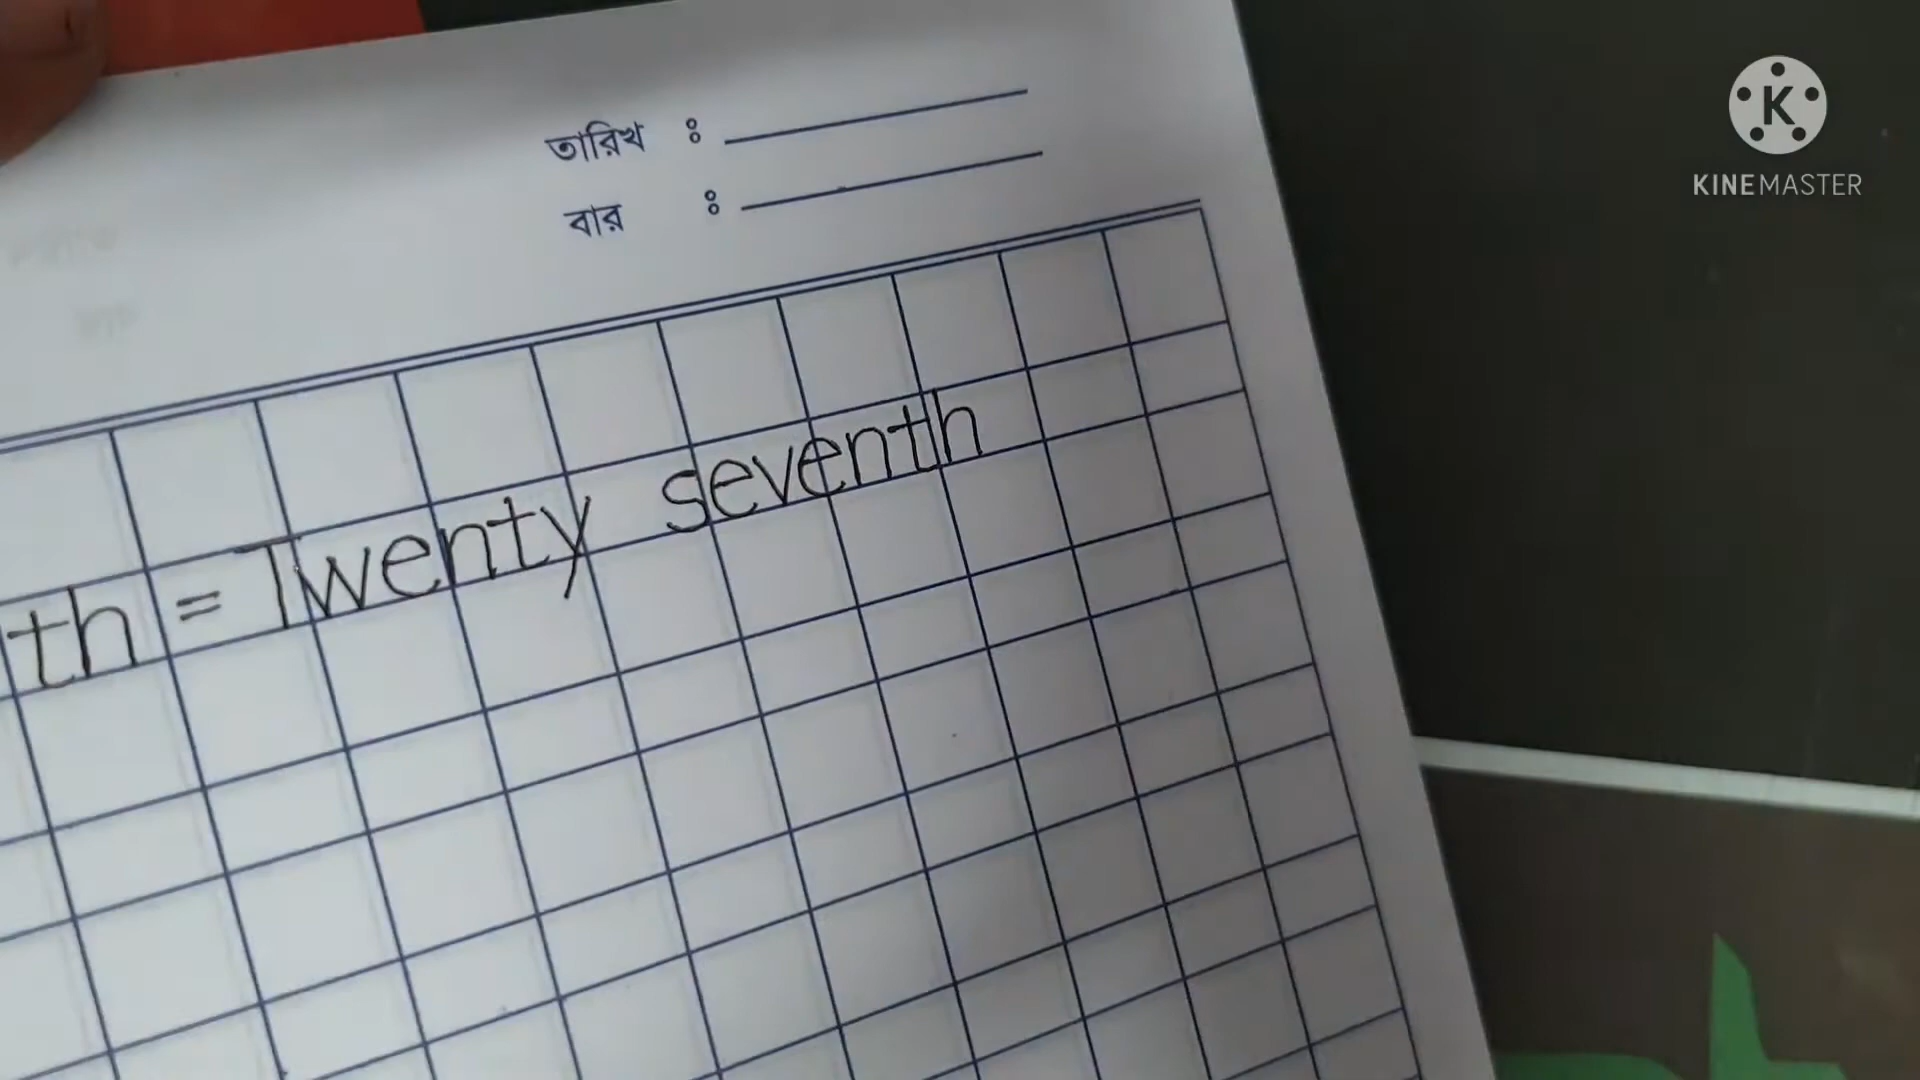 তারিখ ঃ
বার ঃ
th = Twenty seventh
KINEMASTER